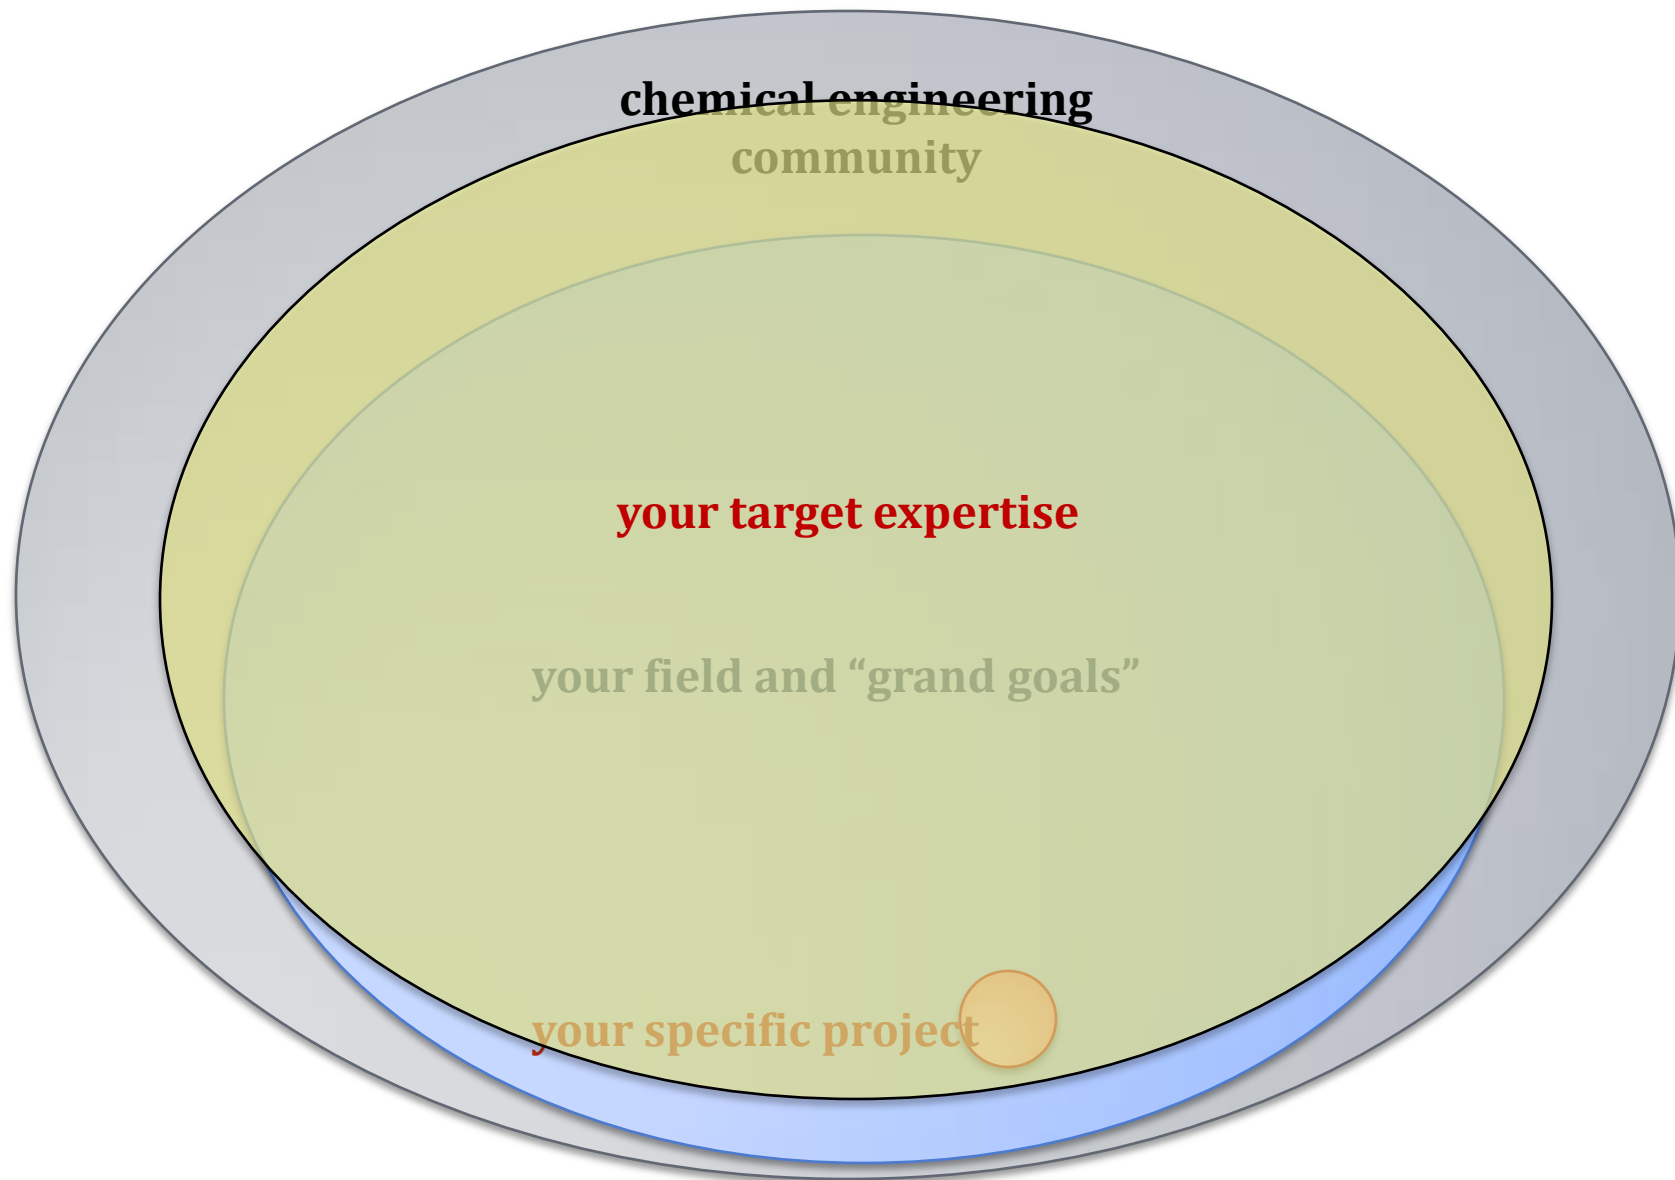 chemical engineering
community
your target expertise
your field and “grand goals”
your specific project